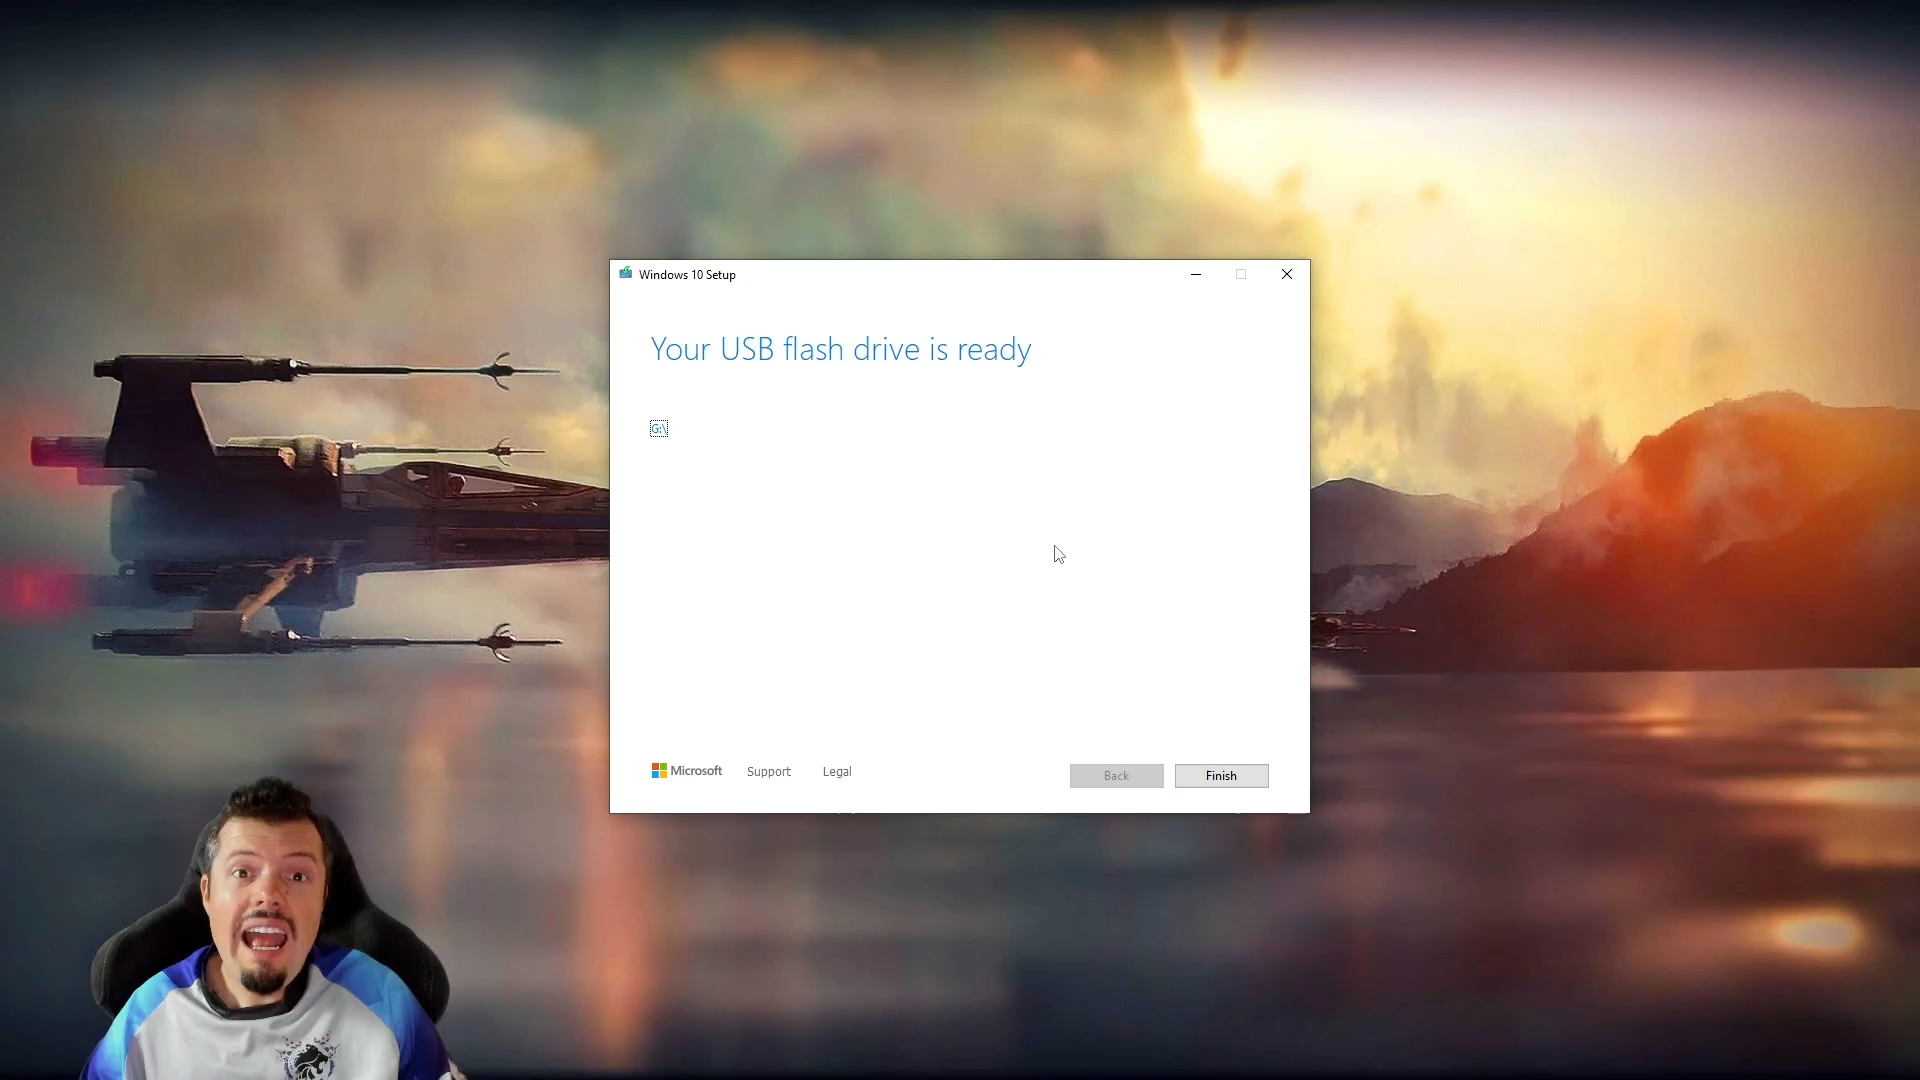 Windows 10 Setup
Your USB flash drive is ready
G:\
Microsoft
Support
Legal
Back
Finish